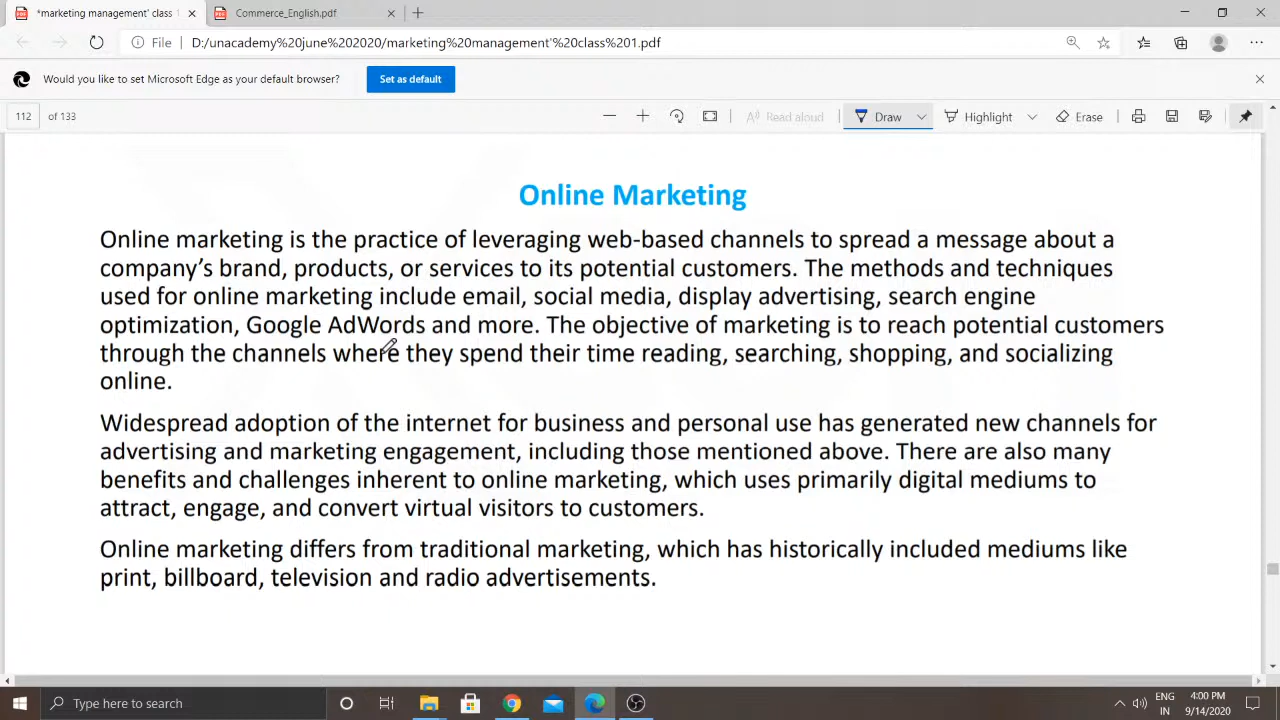 *marketing management' class
Commerce_English.pdf
File
D:/unacademy%20june%202020/marketing%20management'%20class%201.pdf
Would you like to set Microsoft Edge as your default browser?
Set as default
112 of 133
Read aloud
Draw
Highlight
Erase
Online Marketing
Online marketing is the practice of leveraging web-based channels to spread a message about a
company's brand, products, or services to its potential customers. The methods and techniques
used for online marketing include email, social media, display advertising, search engine
optimization, Google AdWords and more. The objective of marketing is to reach potential customers
through the channels where they spend their time reading, searching, shopping, and socializing
online.
Widespread adoption of the internet for business and personal use has generated new channels for
advertising and marketing engagement, including those mentioned above. There are also many
benefits and challenges inherent to online marketing, which uses primarily digital mediums to
attract, engage, and convert virtual visitors to customers.
Online marketing differs from traditional marketing, which has historically included mediums like
print, billboard, television and radio advertisements.
Type here to search
ENG
IN
4:00 PM
9/14/2020